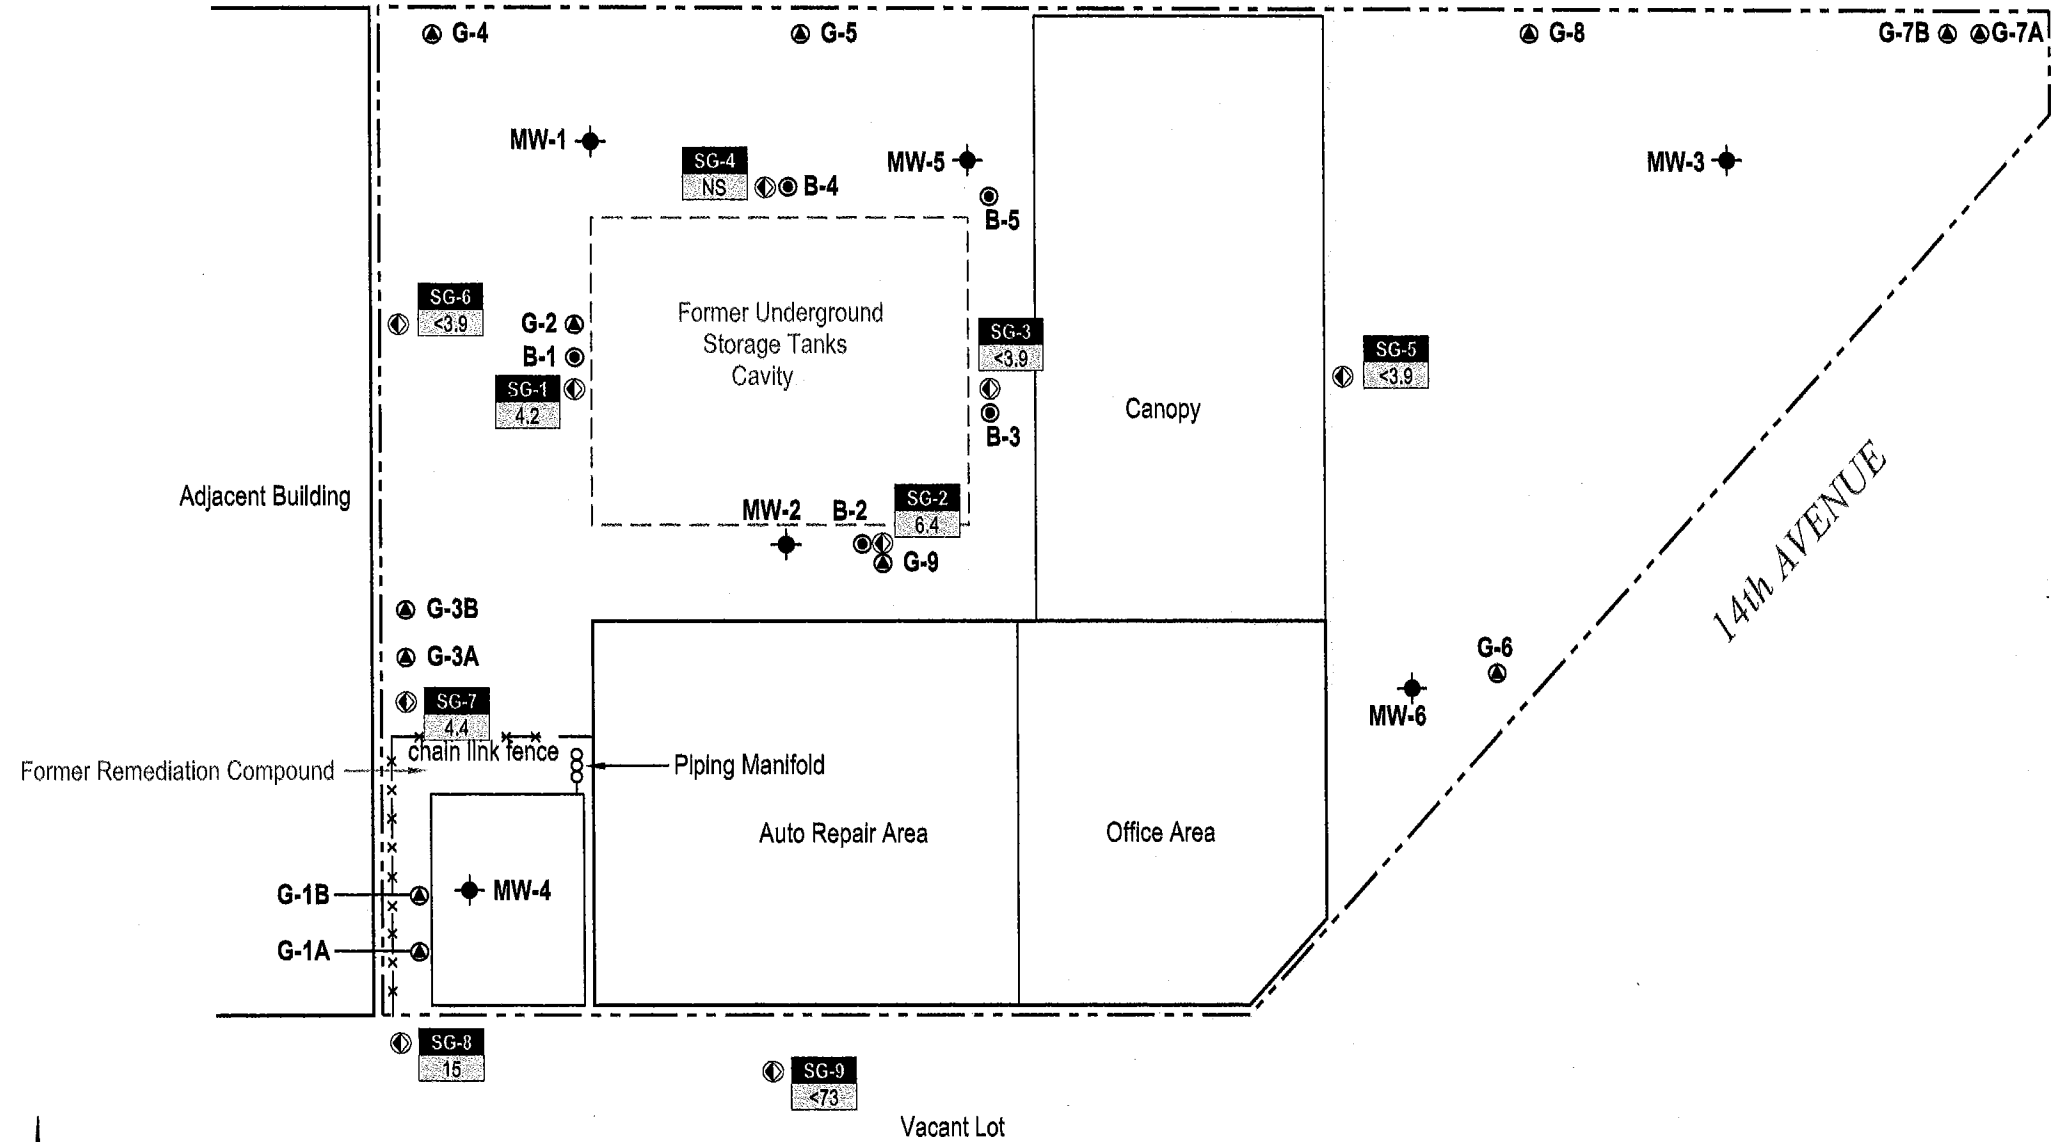 G-4
G-5
G-8
G-7B
G-7A
MW-1
SG-4
NS
B-4
MW-5
B-5
MW-3
SG-6
<3.9
G-2
B-1
SG-1
4.2
Former Underground
Storage Tanks
Cavity
SG-3
<3.9
B-3
SG-5
<3.9
Canopy
Adjacent Building
MW-2
B-2
SG-2
6.4
G-9
14th AVENUE
G-3B
G-3A
SG-7
4.4
G-6
MW-6
chain link fence
Former Remediation Compound
Piping Manifold
Auto Repair Area
Office Area
G-1B
MW-4
G-1A
SG-8
15
SG-9
<73
Vacant Lot